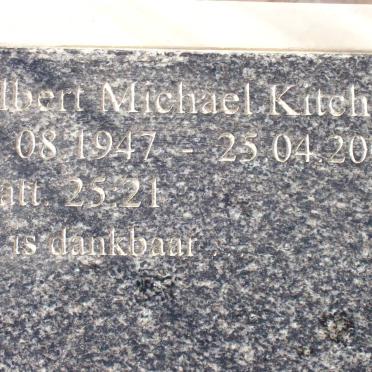 lbert Michael Kitch
08 1947 - 25 04 20
att. 25:21
is dankbaar